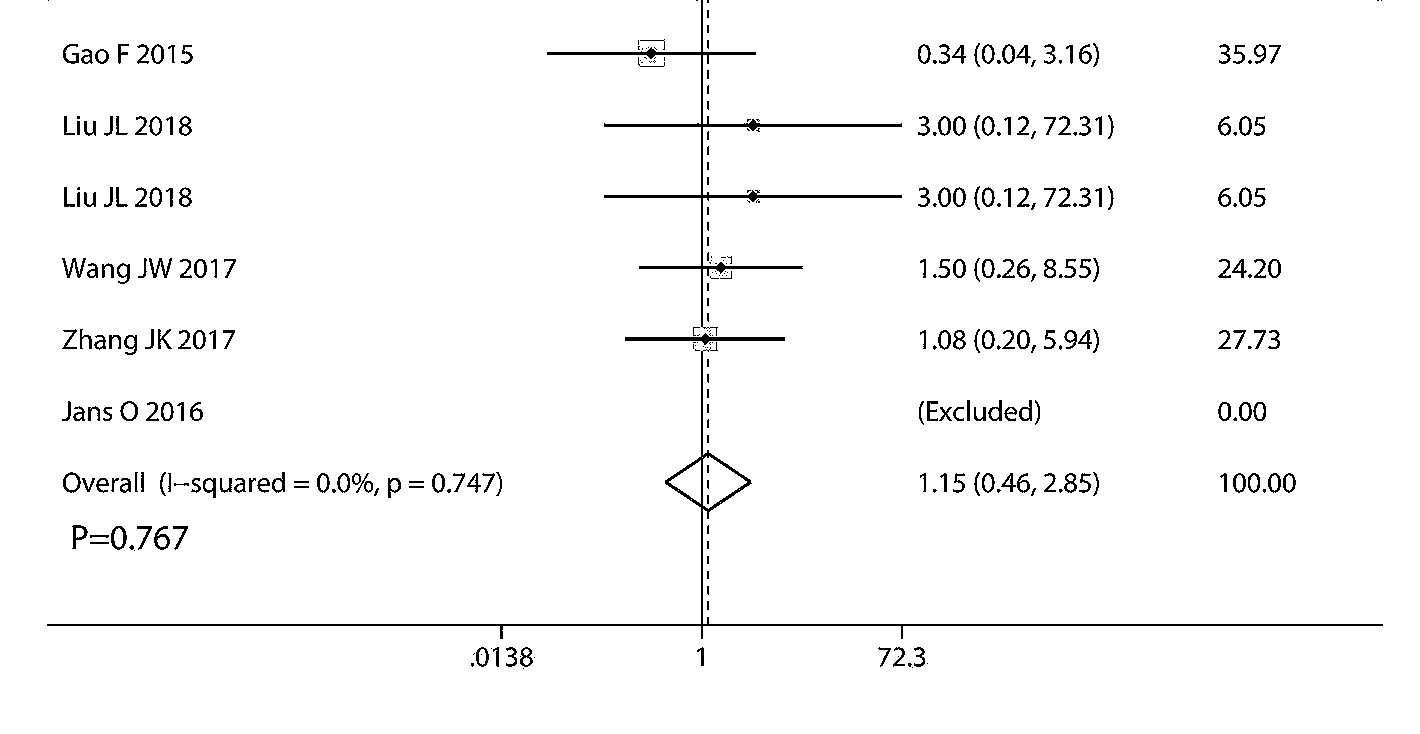 Gao F 2015 0.34 (0.04, 3.16) 35.97
Liu JL 2018 3.00 (0.12, 72.31) 6.05
Liu JL 2018 3.00 (0.12, 72.31) 6.05
Wang JW 2017 1.50 (0.26, 8.55) 24.20
Zhang JK 2017 1.08 (0.20, 5.94) 27.73
Jans O 2016 (Excluded) 0.00
Overall (I-squared = 0.0%, p = 0.747) 1.15 (0.46, 2.85) 100.00
P=0.767
.0138 1 72.3